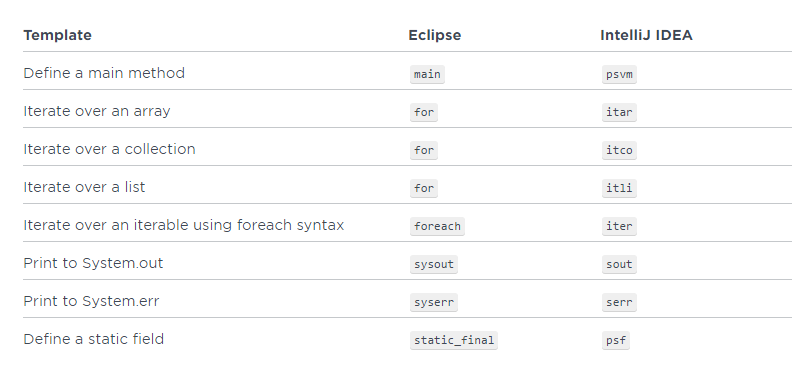 Template Eclipse IntelliJ IDEA
Define a main method main psvm
Iterate over an array for itar
Iterate over a collection for itco
Iterate over a list for itli
Iterate over an iterable using foreach syntax foreach iter
Print to System.out sysout sout
Print to System.err syserr serr
Define a static field static_final psf